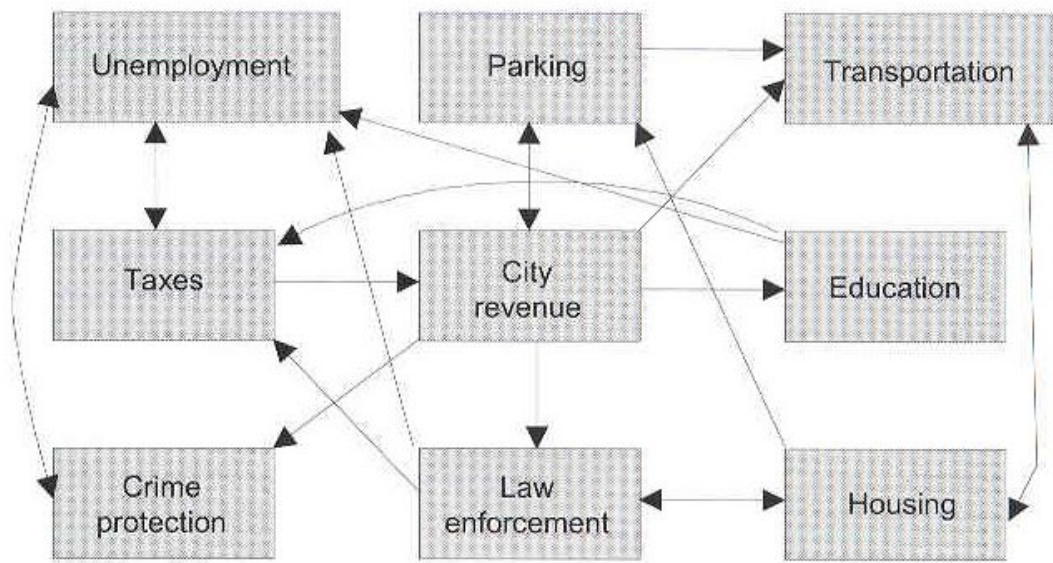 Unemployment
Parking
Transportation
Taxes
City
revenue
Education
Crime
protection
Law
enforcement
Housing